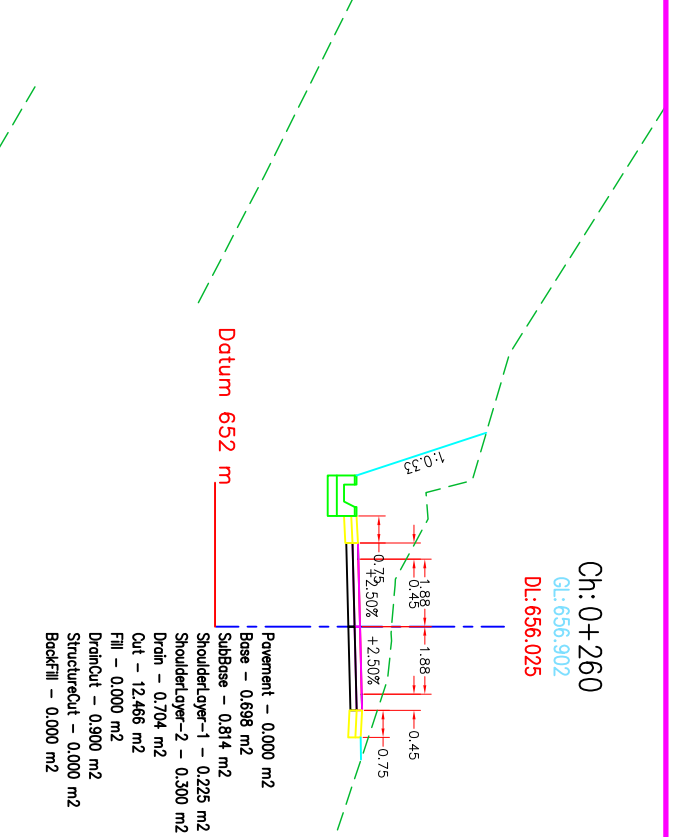 Ch: 0+260
GL:656.902
DL:656.025
1:0.33
0.75
0.45
1.88
1.88
0.45
0.75
+2.50%
+2.50%
Datum 652 m
Pavement - 0.000 m2
Base - 0.698 m2
SubBase - 0.814 m2
ShoulderLayer-1 - 0.225 m2
ShoulderLayer-2 - 0.300 m2
Drain - 0.704 m2
Cut - 12.466 m2
Fill - 0.000 m2
DrainCut - 0.900 m2
StructureCut - 0.000 m2
BackFill - 0.000 m2